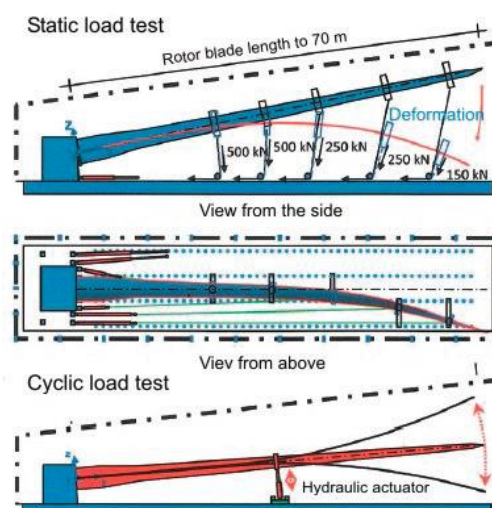 Static load test
Rotor blade length to 70 m
Z
Deformation
500 kN
500 kN
250 kN
250 kN
150 kN
View from the side
Viev from above
Cyclic load test
Hydraulic actuator